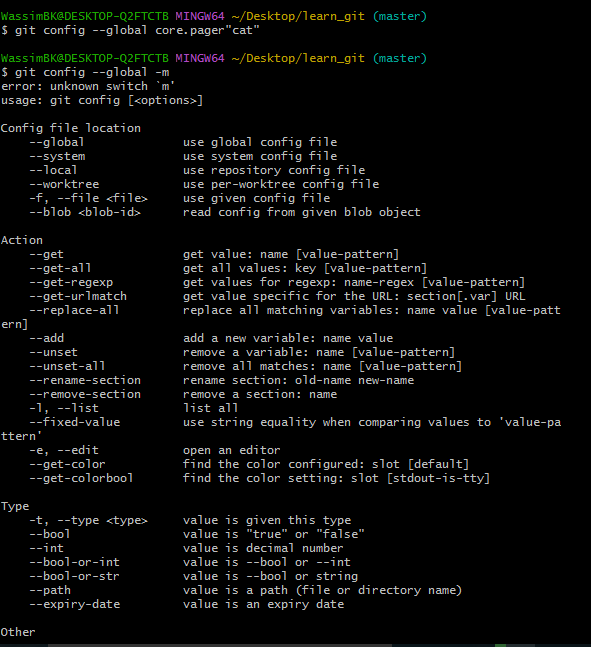 WassimBK@DESKTOP-Q2FTCTB MINGW64 ~/Desktop/learn_git (master)
$ git config --global core.pager"cat"
WassimBK@DESKTOP-Q2FTCTB MINGW64 ~/Desktop/learn_git (master)
$ git config --global -m
error: unknown switch `m'
usage: git config [<options>]
Config file location
--global use global config file
--system use system config file
--local use repository config file
--worktree use per-worktree config file
-f, --file <file> use given config file
--blob <blob-id> read config from given blob object
Action
--get get value: name [value-pattern]
--get-all get all values: key [value-pattern]
--get-regexp get values for regexp: name-regex [value-pattern]
--get-urlmatch get value specific for the URL: section[.var] URL
--replace-all replace all matching variables: name value [value-patt
ern]
--add add a new variable: name value
--unset remove a variable: name [value-pattern]
--unset-all remove all matches: name [value-pattern]
--rename-section rename section: old-name new-name
--remove-section remove a section: name
-l, --list list all
--fixed-value use string equality when comparing values to 'value-pa
ttern'
-e, --edit open an editor
--get-color find the color configured: slot [default]
--get-colorbool find the color setting: slot [stdout-is-tty]
Type
-t, --type <type> value is given this type
--bool value is "true" or "false"
--int value is decimal number
--bool-or-int value is --bool or --int
--bool-or-str value is --bool or string
--path value is a path (file or directory name)
--expiry-date value is an expiry date
Other